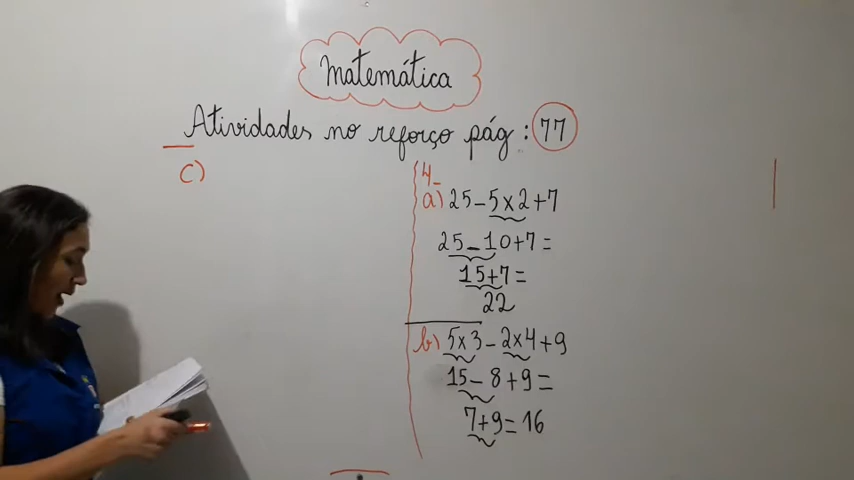 Matemática
Atividades no reforço pág: 77
c)
4_
a) 25-5x2+7
25-10+7=
15+7=
22
b) 5x3-2x4+9
15-8+9=
7+9=16